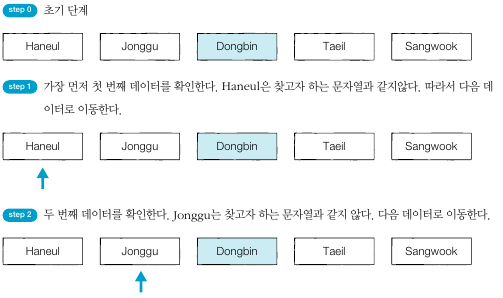 step 0 초기 단계
Haneul Jonggu Dongbin Taeil Sangwook
step 1 가장 먼저 첫 번째 데이터를 확인한다. Haneul은 찾고자 하는 문자열과 같지않다. 따라서 다음 데
이터로 이동한다.
Haneul Jonggu Dongbin Taeil Sangwook
step 2 두 번째 데이터를 확인한다. Jonggu는 찾고자 하는 문자열과 같지 않다. 다음 데이터로 이동한다.
Haneul Jonggu Dongbin Taeil Sangwook